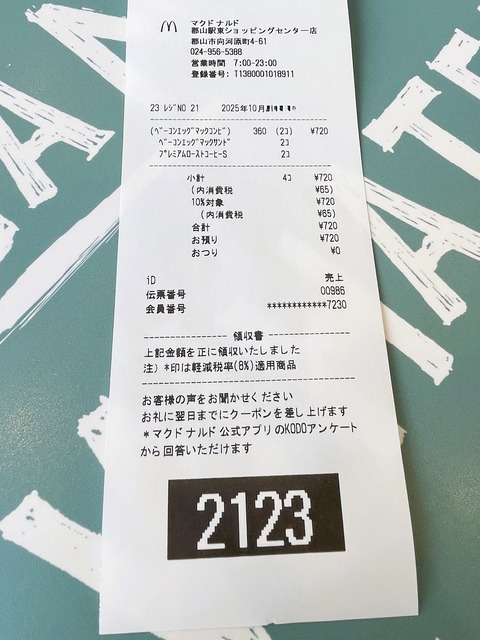 マクドナルド
郡山駅東ショッピングセンター店
郡山市向河原町4-61
024-956-5388
営業時間 7:00-23:00
登録番号: T1380001018911
23 レジNO 21 2025年10月
(ベーコンエッグマックコンビ) 360 (2コ) ¥720
ベーコンエッグマックサンド 2コ
プレミアムローストコーヒーS 2コ
小計 4コ ¥720
(内消費税 ¥65)
10%対象 ¥720
(内消費税 ¥65)
合計 ¥720
お預り ¥720
おつり ¥0
iD 売上
伝票番号 00986
会員番号 ************7230
領収書
上記金額を正に領収いたしました
注) *印は軽減税率(8%)適用商品
お客様の声をお聞かせください
お礼に翌日までにクーポンを差し上げます
*マクドナルド公式アプリのKODOアンケート
から回答いただけます
2123